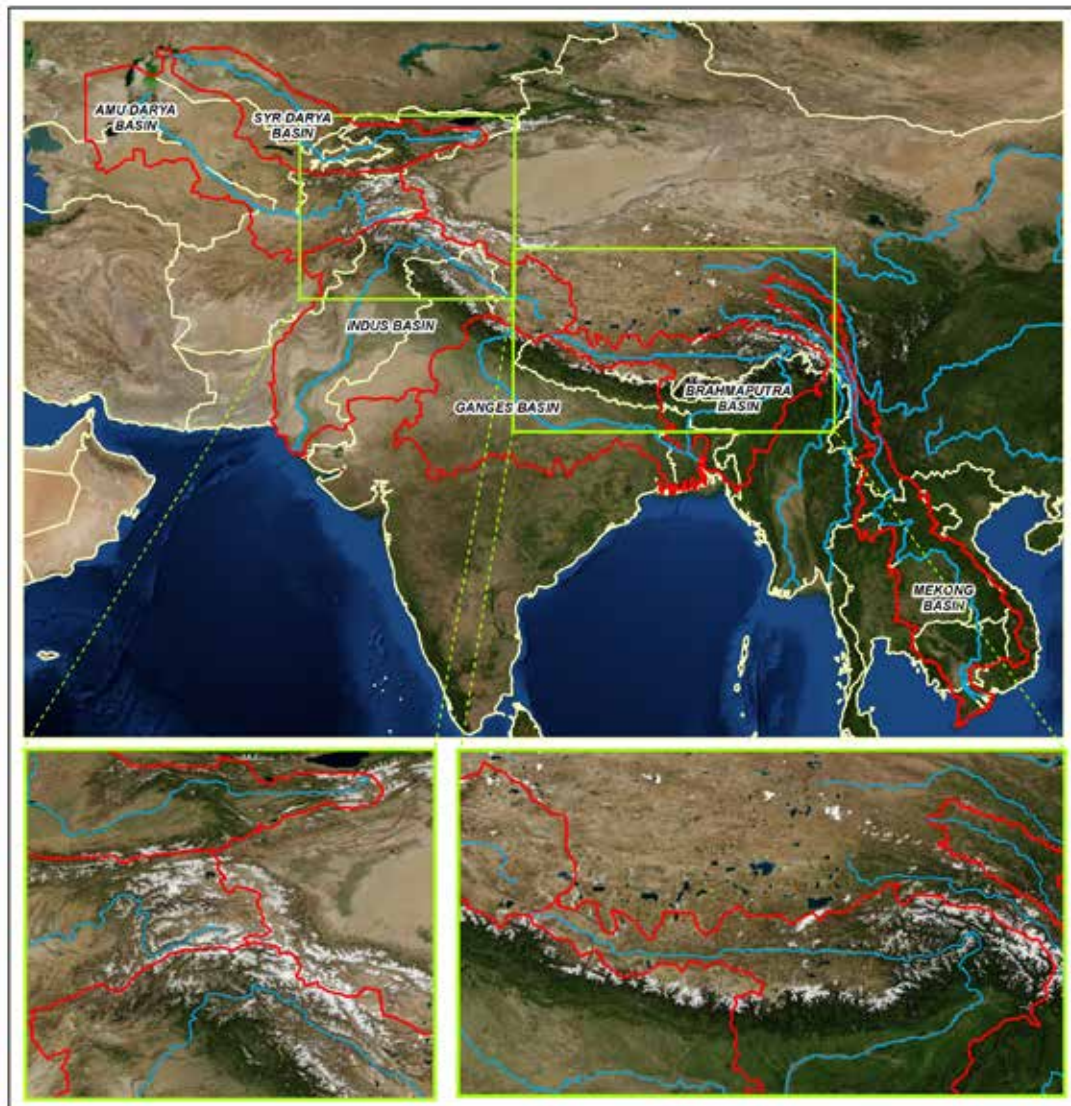 AMU DARYA
BASIN
SYR DARYA
BASIN
INDUS BASIN
GANGES BASIN
BRAHMAPUTRA
BASIN
MEKONG
BASIN